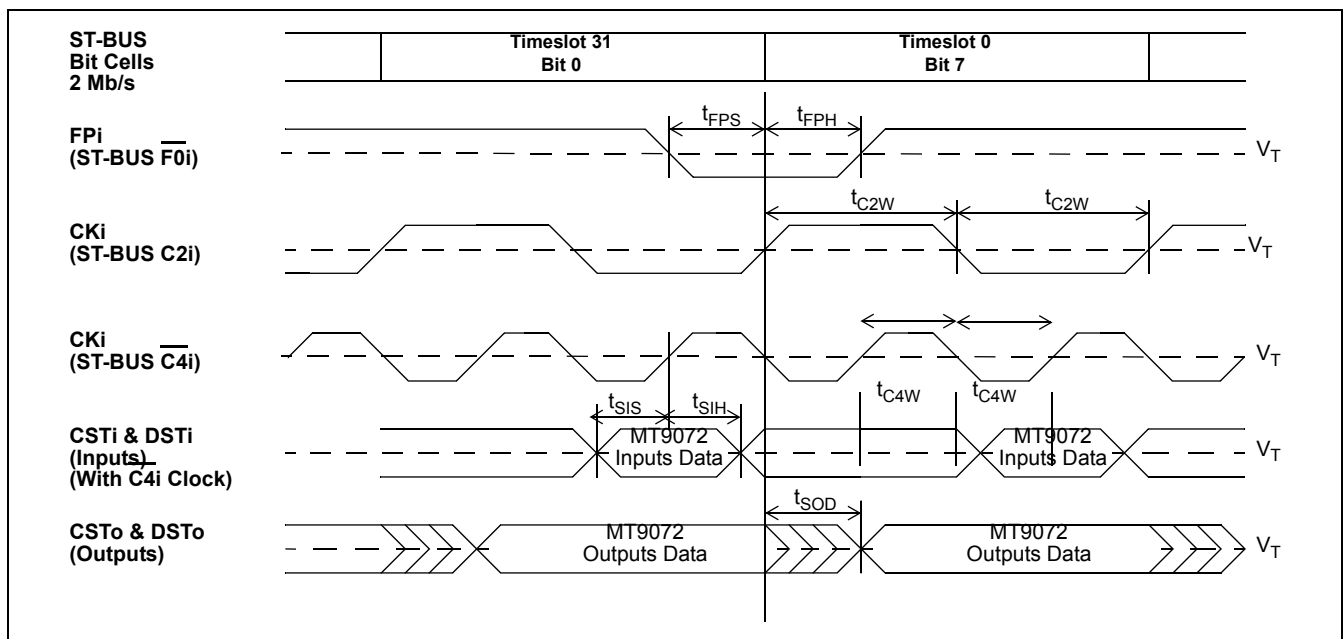 ST-BUS
Bit Cells
2 Mb/s
Timeslot 31
Bit 0
Timeslot 0
Bit 7
FPi
(ST-BUS F0i)
tFPS
tFPH
VT
CKi
(ST-BUS C2i)
tC2W
tC2W
VT
CKi
(ST-BUS C4i)
VT
tC4W
tC4W
CSTi & DSTi
(Inputs)
(With C4i Clock)
tSIS
tSIH
MT9072
Inputs Data
MT9072
Inputs Data
VT
CSTo & DSTo
(Outputs)
tSOD
MT9072
Outputs Data
MT9072
Outputs Data
VT